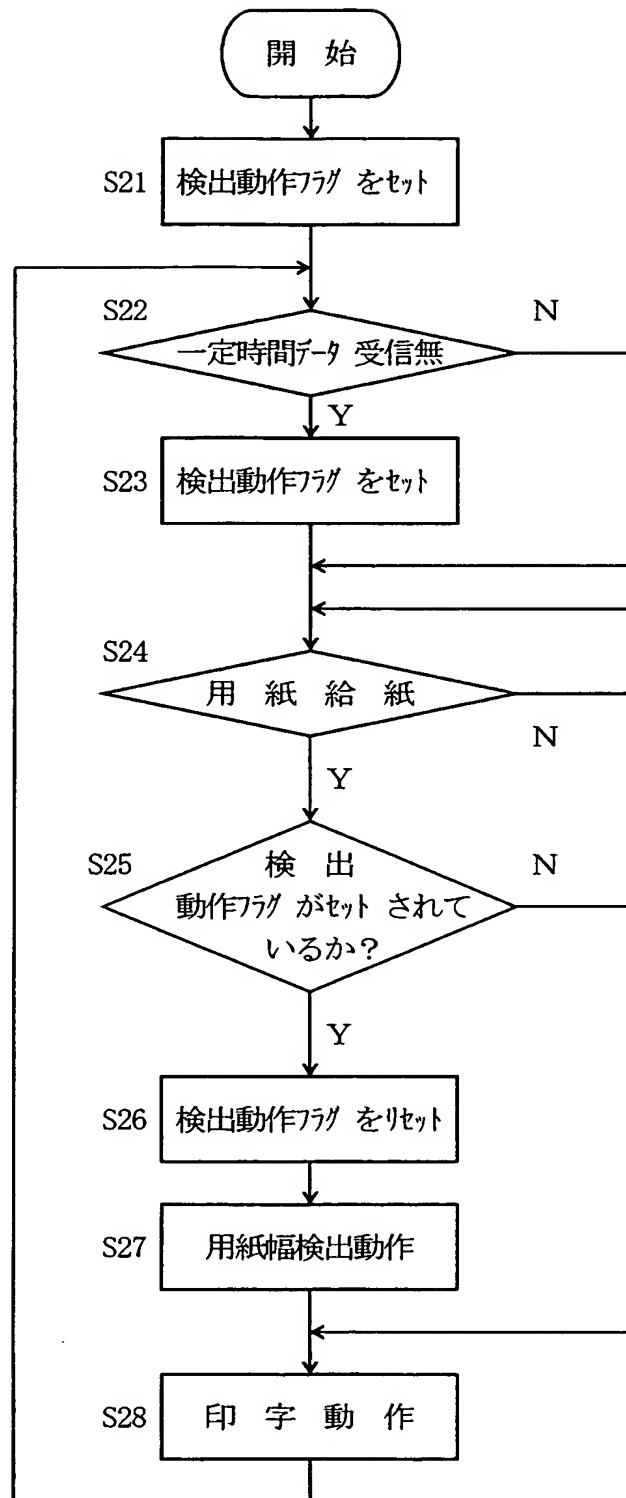 開 始
S21 検出動作ﾌﾗｸﾞ をｾｯﾄ
S22 N
一定時間ﾃﾞｰﾀ 受信無
Y
S23 検出動作ﾌﾗｸﾞ をｾｯﾄ
S24
用 紙 給 紙
N
Y
S25 検 出 N
動作ﾌﾗｸﾞ がｾｯﾄ されて
いるか?
Y
S26 検出動作ﾌﾗｸﾞ をﾘｾｯﾄ
S27 用紙幅検出動作
S28 印 字 動 作